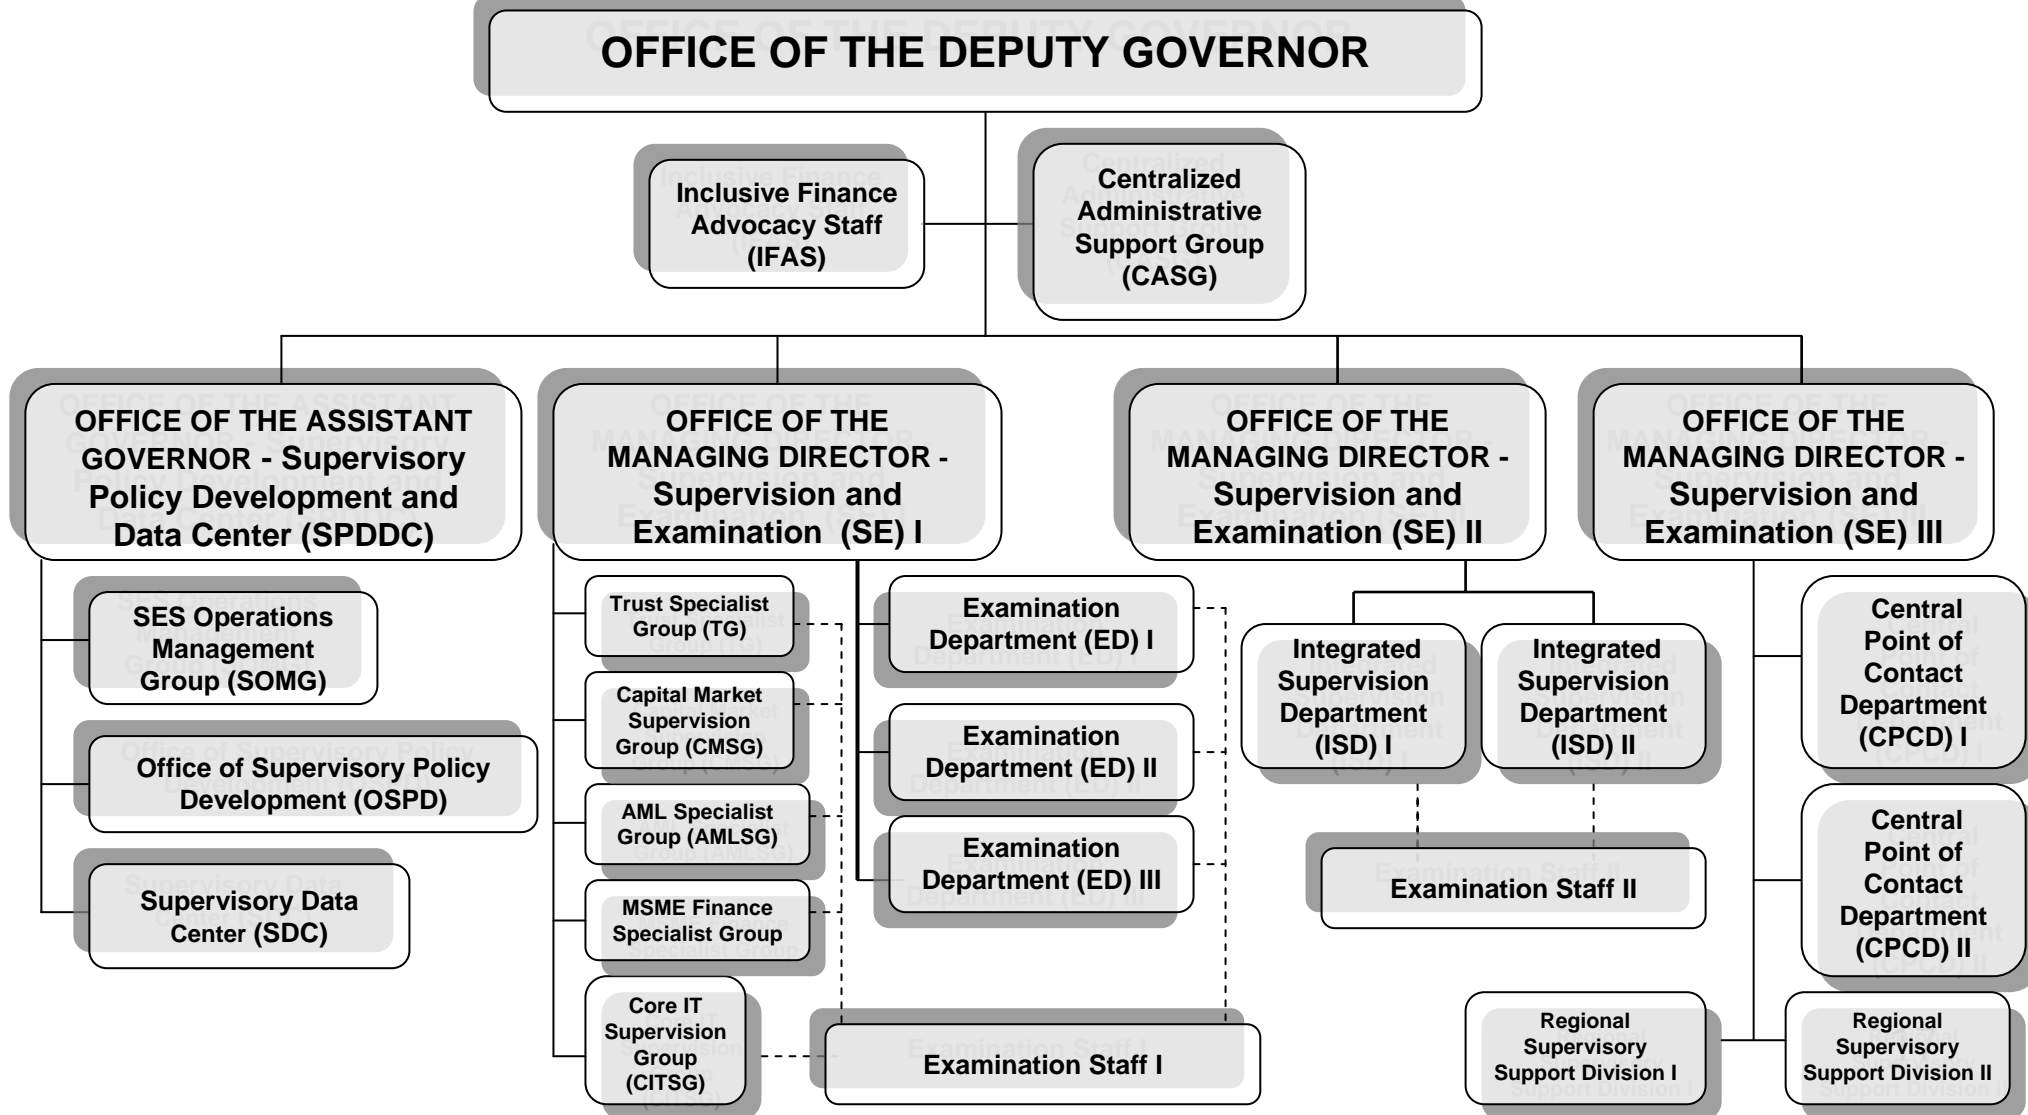 OFFICE OF THE DEPUTY GOVERNOR
Inclusive Finance
Advocacy Staff
(IFAS)
Centralized
Administrative
Support Group
(CASG)
OFFICE OF THE ASSISTANT
GOVERNOR - Supervisory
Policy Development and
Data Center (SPDDC)
SES Operations
Management
Group (SOMG)
Office of Supervisory Policy
Development (OSPD)
Supervisory Data
Center (SDC)
OFFICE OF THE
MANAGING DIRECTOR -
Supervision and
Examination (SE) I
Trust Specialist
Group (TG)
Capital Market
Supervision
Group (CMSG)
AML Specialist
Group (AMLSG)
MSME Finance
Specialist Group
Core IT
Supervision
Group
(CITSG)
Examination
Department (ED) I
Examination
Department (ED) II
Examination
Department (ED) III
Examination Staff I
OFFICE OF THE
MANAGING DIRECTOR -
Supervision and
Examination (SE) II
Integrated
Supervision
Department
(ISD) I
Integrated
Supervision
Department
(ISD) II
Examination Staff II
OFFICE OF THE
MANAGING DIRECTOR -
Supervision and
Examination (SE) III
Central
Point of
Contact
Department
(CPCD) I
Central
Point of
Contact
Department
(CPCD) II
Regional
Supervisory
Support Division I
Regional
Supervisory
Support Division II